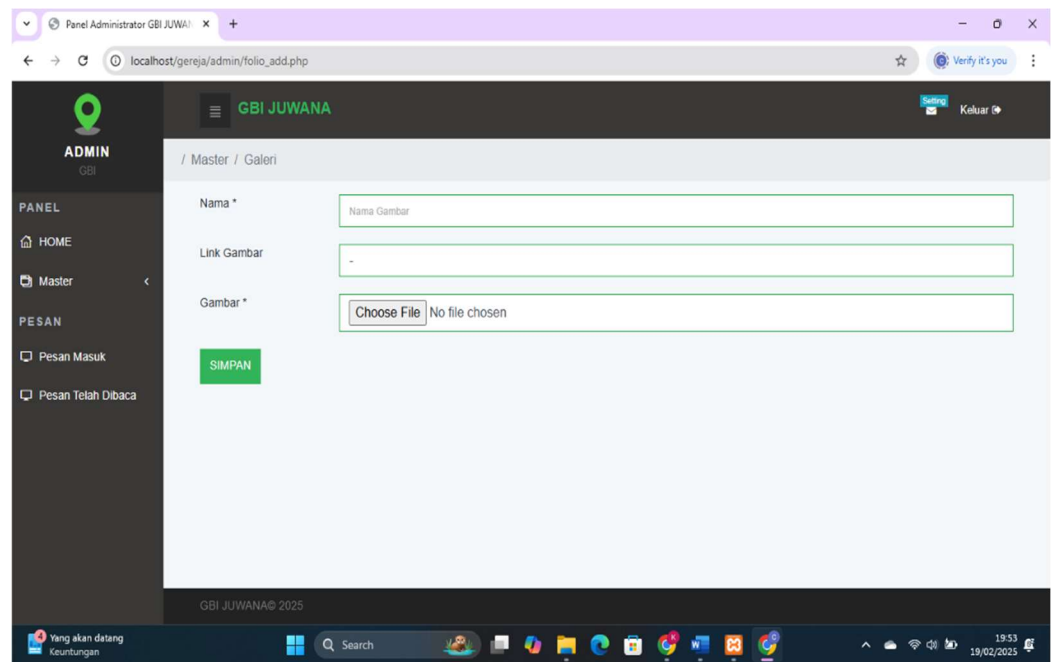 Panel Administrator GBI JUWAN
localhost/gereja/admin/folio_add.php
Verify it's you
ADMIN
GBI
GBI JUWANA
Setting
Keluar
/ Master / Galeri
PANEL
HOME
Master
PESAN
Pesan Masuk
Pesan Telah Dibaca
Nama *
Nama Gambar
Link Gambar
-
Gambar *
Choose File No file chosen
SIMPAN
GBI JUWANA© 2025
4
Yang akan datang
Keuntungan
Search
19:53
19/02/2025